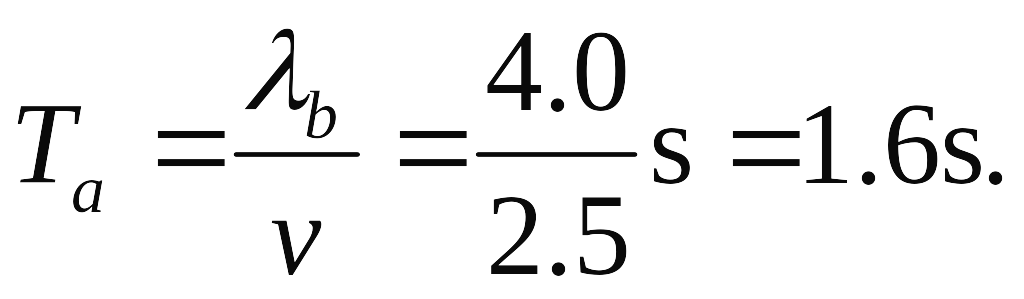 T_a = λ_b/v = 4.0/2.5 s = 1.6s.